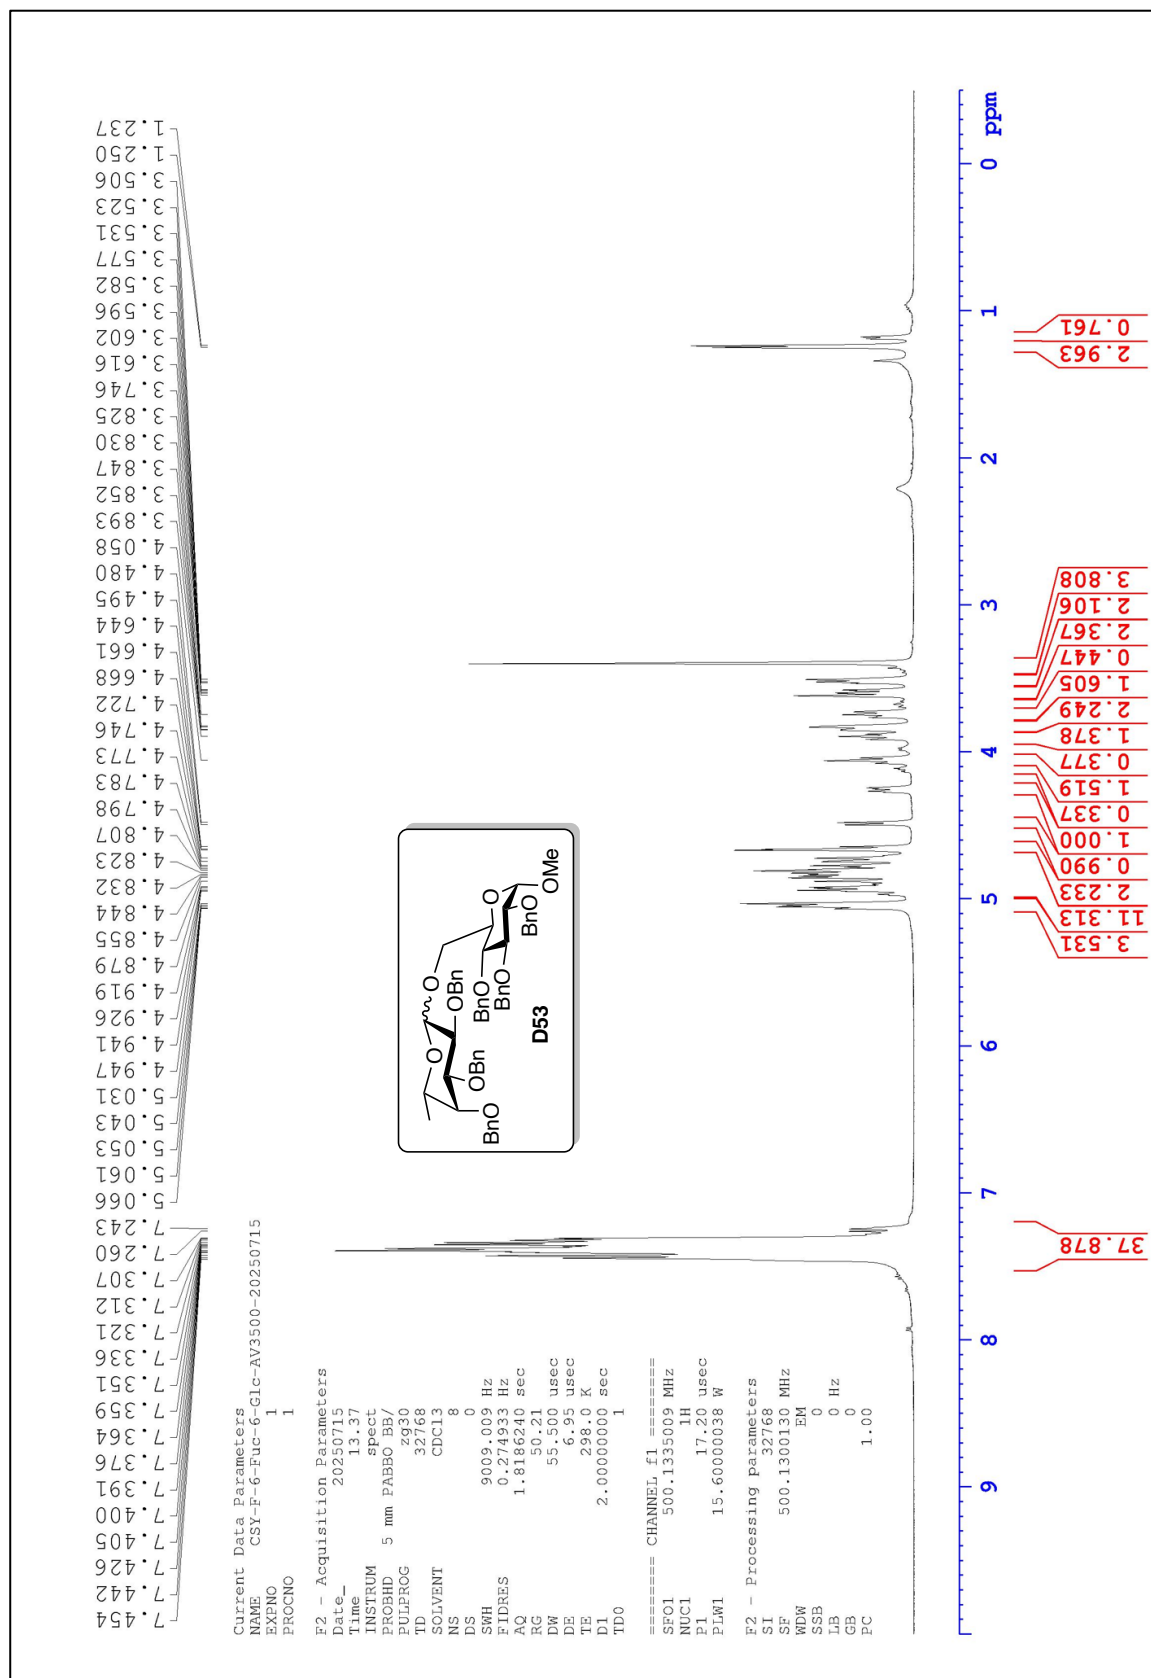 7.454
7.442
7.426
7.405
7.400
7.391
7.376
7.364
7.359
7.351
7.336
7.321
7.312
7.307
7.260
7.243
5.066
5.061
5.053
5.043
5.031
4.947
4.941
4.926
4.919
4.879
4.855
4.844
4.832
4.823
4.807
4.798
4.783
4.773
4.746
4.722
4.668
4.661
4.644
4.495
4.480
4.058
3.893
3.852
3.847
3.830
3.825
3.746
3.616
3.602
3.596
3.582
3.577
3.531
3.523
3.506
1.250
1.237
Current Data Parameters
NAME CSY-F-6-Fuc-6-Glc-AV3500-20250715
EXPNO 1
PROCNO 1
F2 - Acquisition Parameters
Date_ 20250715
Time 13.37
INSTRUM spect
PROBHD 5 mm PABBO BB/
PULPROG zg30
TD 32768
SOLVENT CDCl3
NS 8
DS 0
SWH 9009.009 Hz
FIDRES 0.274933 Hz
AQ 1.8186240 sec
RG 50.21
DW 55.500 usec
DE 6.95 usec
TE 298.0 K
D1 2.00000000 sec
TD0 1
======== CHANNEL f1 ========
SFO1 500.1335009 MHz
NUC1 1H
P1 17.20 usec
PLW1 15.60000038 W
F2 - Processing parameters
SI 32768
SF 500.1300130 MHz
WDW EM
SSB 0
LB 0 Hz
GB 0
PC 1.00
O
O
BnO
OBn
OBn
BnO
BnO
O
BnO
OMe
D53
9 8 7 6 5 4 3 2 1 0 ppm
37.878
3.531
11.313
2.233
0.990
1.000
0.337
1.519
0.377
1.378
2.249
1.605
0.447
2.367
2.106
3.808
2.963
0.761